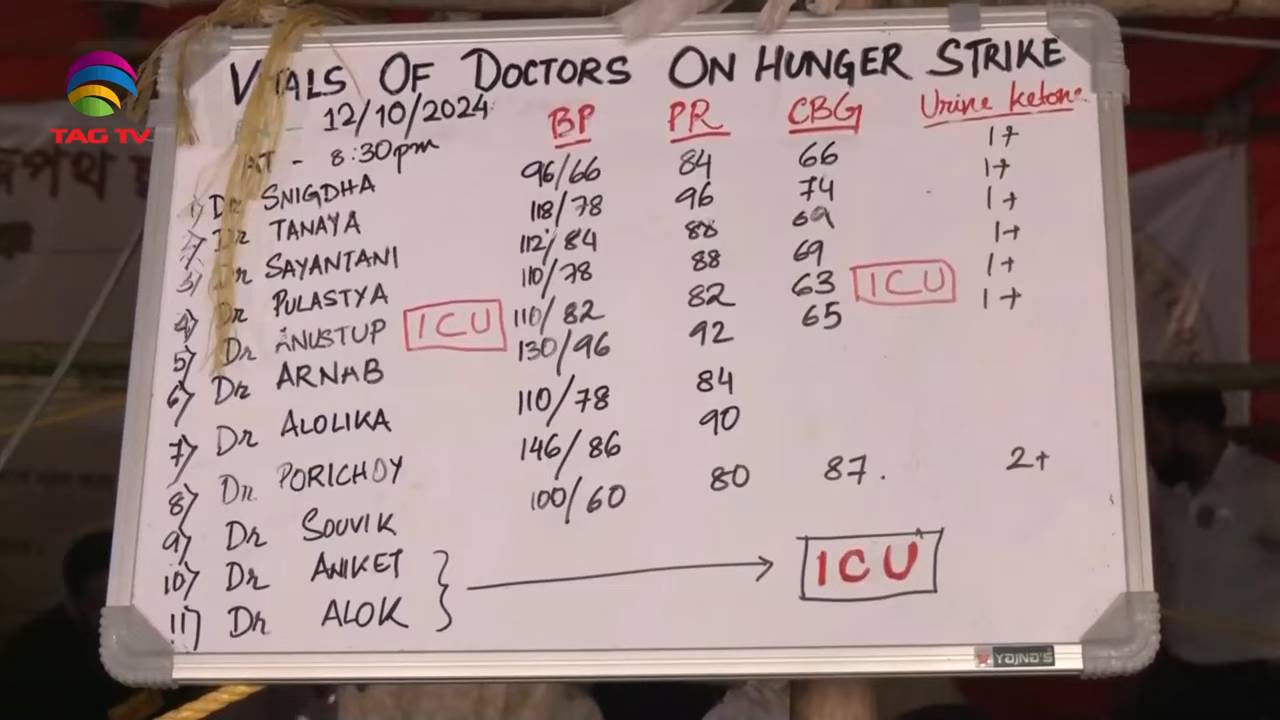 TAG TV
VITALS OF DOCTORS ON HUNGER STRIKE
12/10/2024 BP PR CBG Urine ketone
AT - 8:30pm
1) Dr SNIGDHA 96/66 84 66 1+
2) Dr TANAYA 118/78 96 74 1+
3) Dr SAYANTANI 112/84 88 69 1+
4) Dr PULASTYA 110/78 88 69 1+
5) Dr ANUSTUP ICU 110/82 82 63 ICU 1+
6) Dr ARNAB 130/96 92 65 1+
7) Dr ALOLIKA 110/78 84
8) Dr PORICHOY 146/86 90
9) Dr SOUVIK 100/60 80 87. 2+
10) Dr ANIKET
11) Dr ALOK
ICU
YAJNA'S